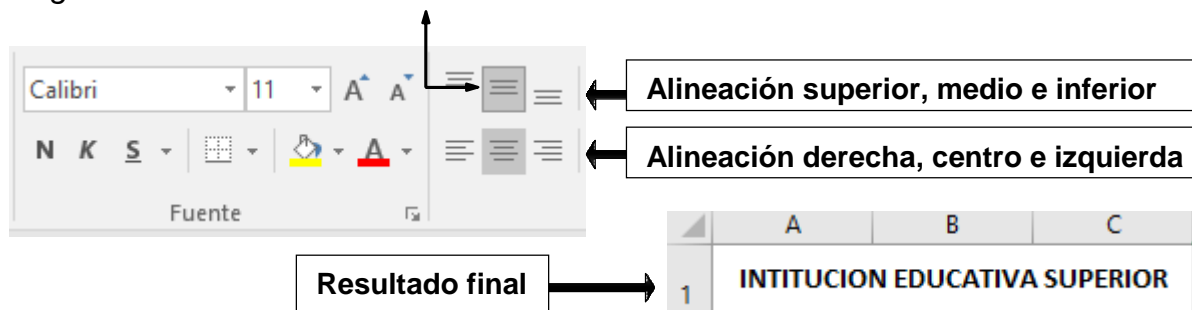 Calibri 11 A A
Alineación superior, medio e inferior
N K S A
Alineación derecha, centro e izquierda
Fuente
A B C
Resultado final
1 INTITUCION EDUCATIVA SUPERIOR